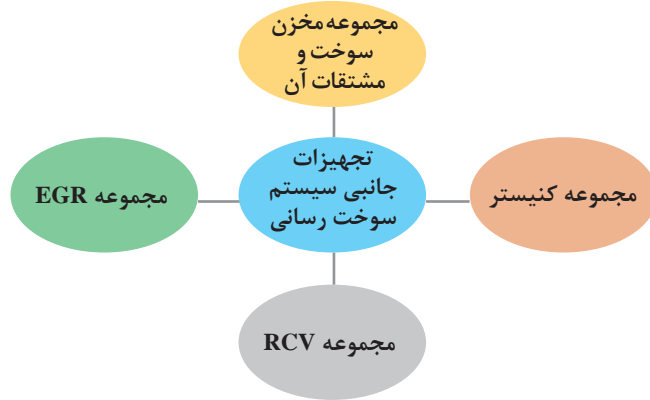 مجموعه مخزن
سوخت و
مشتقات آن
تجهیزات
جانبی سیستم
سوخت رسانی
مجموعه کنیستر
مجموعه EGR
مجموعه RCV